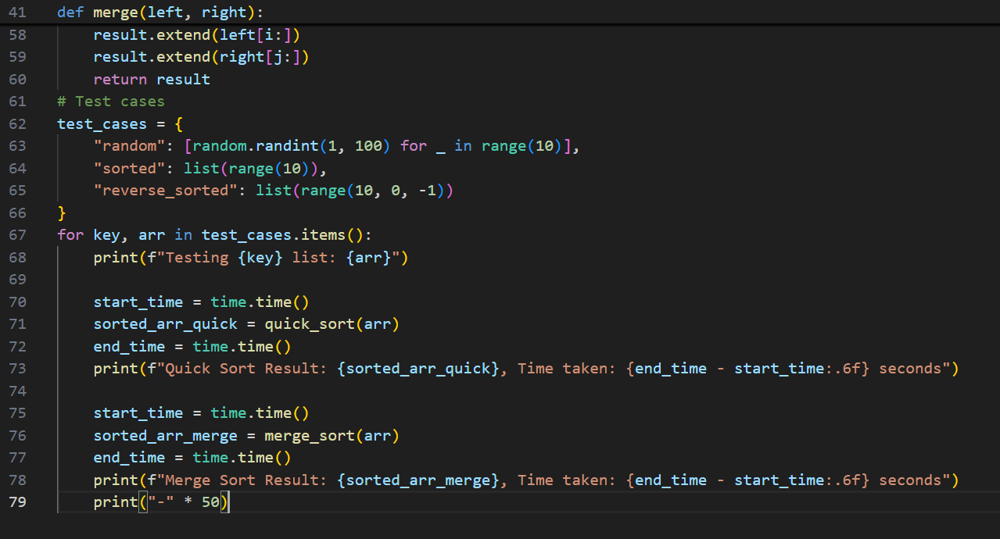 41 def merge(left, right):
58     result.extend(left[i:])
59     result.extend(right[j:])
60     return result
61 # Test cases
62 test_cases = {
63     "random": [random.randint(1, 100) for _ in range(10)],
64     "sorted": list(range(10)),
65     "reverse_sorted": list(range(10, 0, -1))
66 }
67 for key, arr in test_cases.items():
68     print(f"Testing {key} list: {arr}")
69
70     start_time = time.time()
71     sorted_arr_quick = quick_sort(arr)
72     end_time = time.time()
73     print(f"Quick Sort Result: {sorted_arr_quick}, Time taken: {end_time - start_time:.6f} seconds")
74
75     start_time = time.time()
76     sorted_arr_merge = merge_sort(arr)
77     end_time = time.time()
78     print(f"Merge Sort Result: {sorted_arr_merge}, Time taken: {end_time - start_time:.6f} seconds")
79     print("-" * 50)